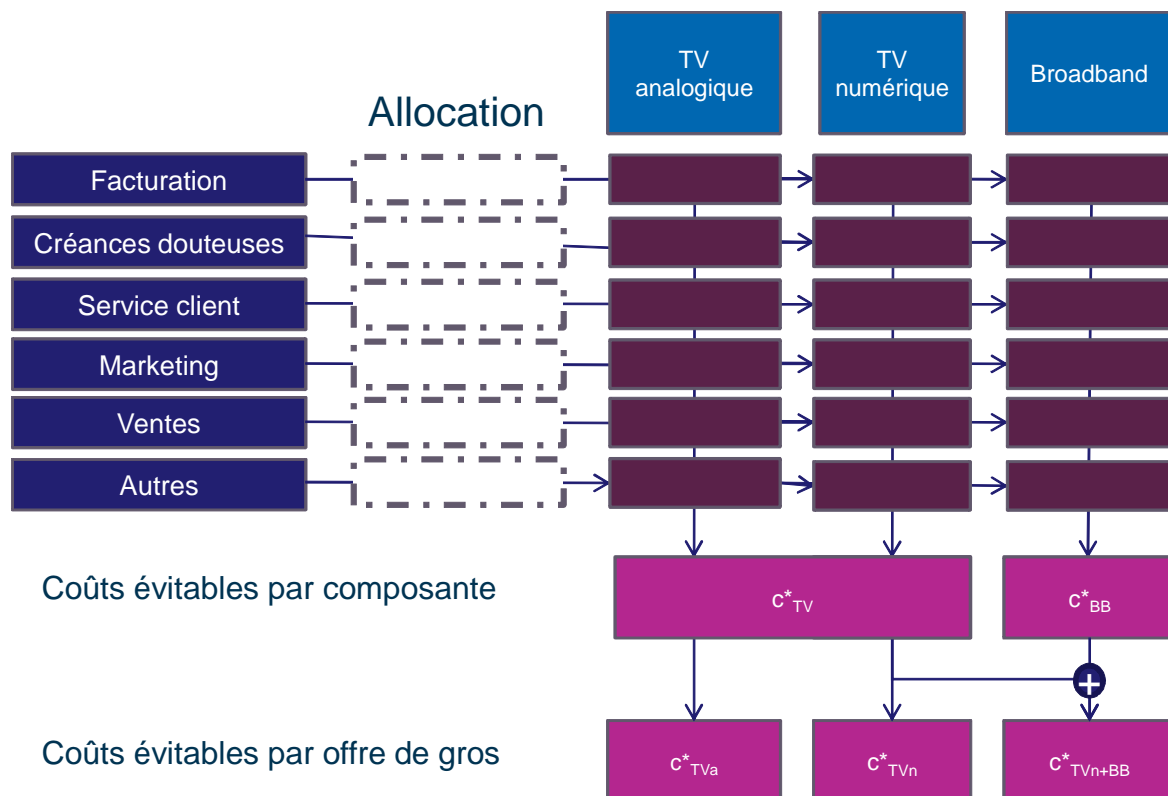 TV
analogique
TV
numérique
Broadband
Allocation
Facturation
Créances douteuses
Service client
Marketing
Ventes
Autres
Coûts évitables par composante
c*TV
c*BB
+
Coûts évitables par offre de gros
c*TVa
c*TVn
c*TVn+BB